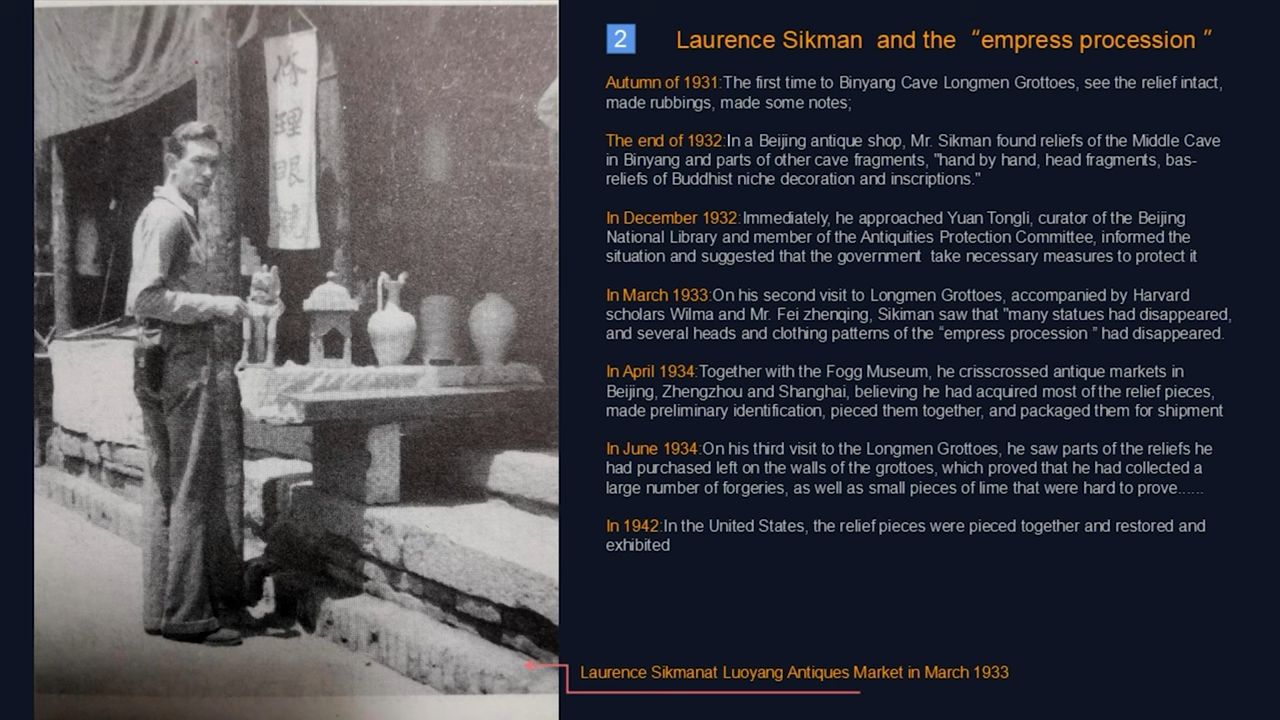 修
理
眼
鏡
2 Laurence Sikman and the “empress procession ”
Autumn of 1931:The first time to Binyang Cave Longmen Grottoes, see the relief intact,
made rubbings, made some notes;
The end of 1932:In a Beijing antique shop, Mr. Sikman found reliefs of the Middle Cave
in Binyang and parts of other cave fragments, "hand by hand, head fragments, bas-
reliefs of Buddhist niche decoration and inscriptions."
In December 1932:Immediately, he approached Yuan Tongli, curator of the Beijing
National Library and member of the Antiquities Protection Committee, informed the
situation and suggested that the government take necessary measures to protect it
In March 1933:On his second visit to Longmen Grottoes, accompanied by Harvard
scholars Wilma and Mr. Fei zhenqing, Sikiman saw that "many statues had disappeared,
and several heads and clothing patterns of the “empress procession ” had disappeared.
In April 1934:Together with the Fogg Museum, he crisscrossed antique markets in
Beijing, Zhengzhou and Shanghai, believing he had acquired most of the relief pieces,
made preliminary identification, pieced them together, and packaged them for shipment
In June 1934:On his third visit to the Longmen Grottoes, he saw parts of the reliefs he
had purchased left on the walls of the grottoes, which proved that he had collected a
large number of forgeries, as well as small pieces of lime that were hard to prove......
In 1942:In the United States, the relief pieces were pieced together and restored and
exhibited
Laurence Sikmanat Luoyang Antiques Market in March 1933